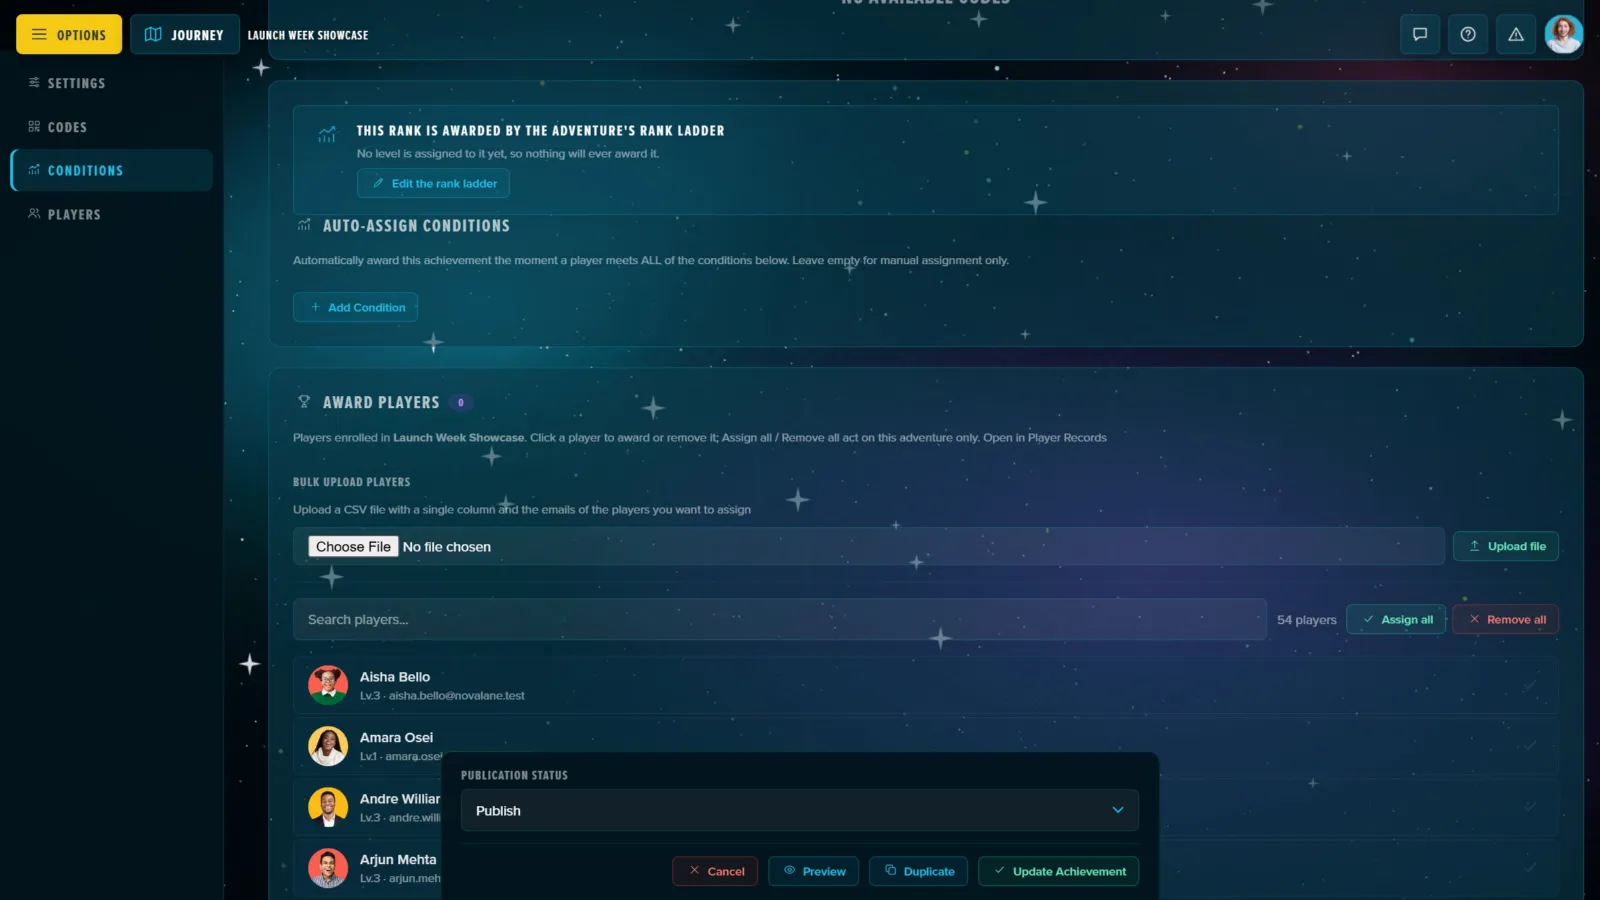 NO AVAILABLE CODES
OPTIONS
JOURNEY
LAUNCH WEEK SHOWCASE
SETTINGS
CODES
CONDITIONS
PLAYERS
THIS RANK IS AWARDED BY THE ADVENTURE'S RANK LADDER
No level is assigned to it yet, so nothing will ever award it.
Edit the rank ladder
AUTO-ASSIGN CONDITIONS
Automatically award this achievement the moment a player meets ALL of the conditions below. Leave empty for manual assignment only.
Add Condition
AWARD PLAYERS 0
Players enrolled in Launch Week Showcase. Click a player to award or remove it; Assign all / Remove all act on this adventure only. Open in Player Records
BULK UPLOAD PLAYERS
Upload a CSV file with a single column and the emails of the players you want to assign
Choose File No file chosen
Upload file
Search players...
54 players
Assign all
Remove all
Aisha Bello
Lv.3 · aisha.bello@novalane.test
Amara Osei
Lv.1 · amara.osei
Andre Williar
Lv.3 · andre.willi
Arjun Mehta
Lv.3 · arjun.meh
PUBLICATION STATUS
Publish
Cancel
Preview
Duplicate
Update Achievement